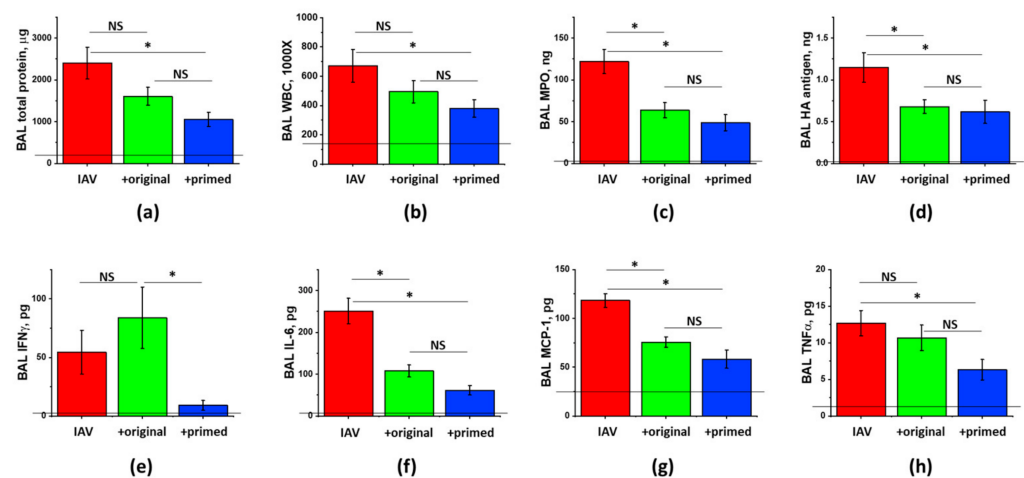 BAL total protein, μg
3000
2000
1000
NS
*
NS
IAV +original +primed
(a)
BAL WBC, 1000X
1000
800
600
400
200
0
NS
*
NS
IAV +original +primed
(b)
BAL MPO, ng
150
100
50
0
*
*
NS
IAV +original +primed
(c)
BAL HA antigen, ng
1.5
1.0
0.5
0.0
*
*
NS
IAV +original +primed
(d)
BAL IFNγ, pg
100
50
0
NS *
IAV +original +primed
(e)
BAL IL-6, pg
300
200
100
0
*
*
NS
IAV +original +primed
(f)
BAL MCP-1, pg
150
100
50
0
*
*
NS
IAV +original +primed
(g)
BAL TNFα, pg
20
15
10
5
0
NS
*
NS
IAV +original +primed
(h)